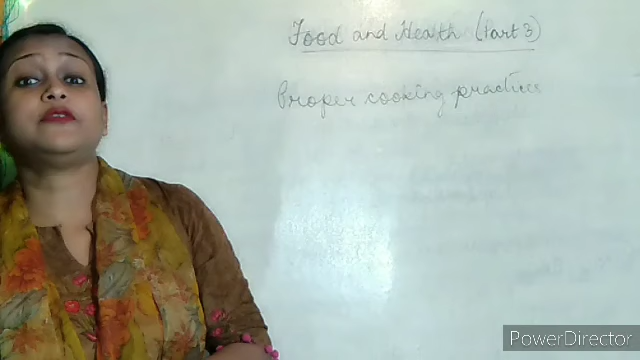 Food and Health (Part 3)
Proper cooking practices
PowerDirector